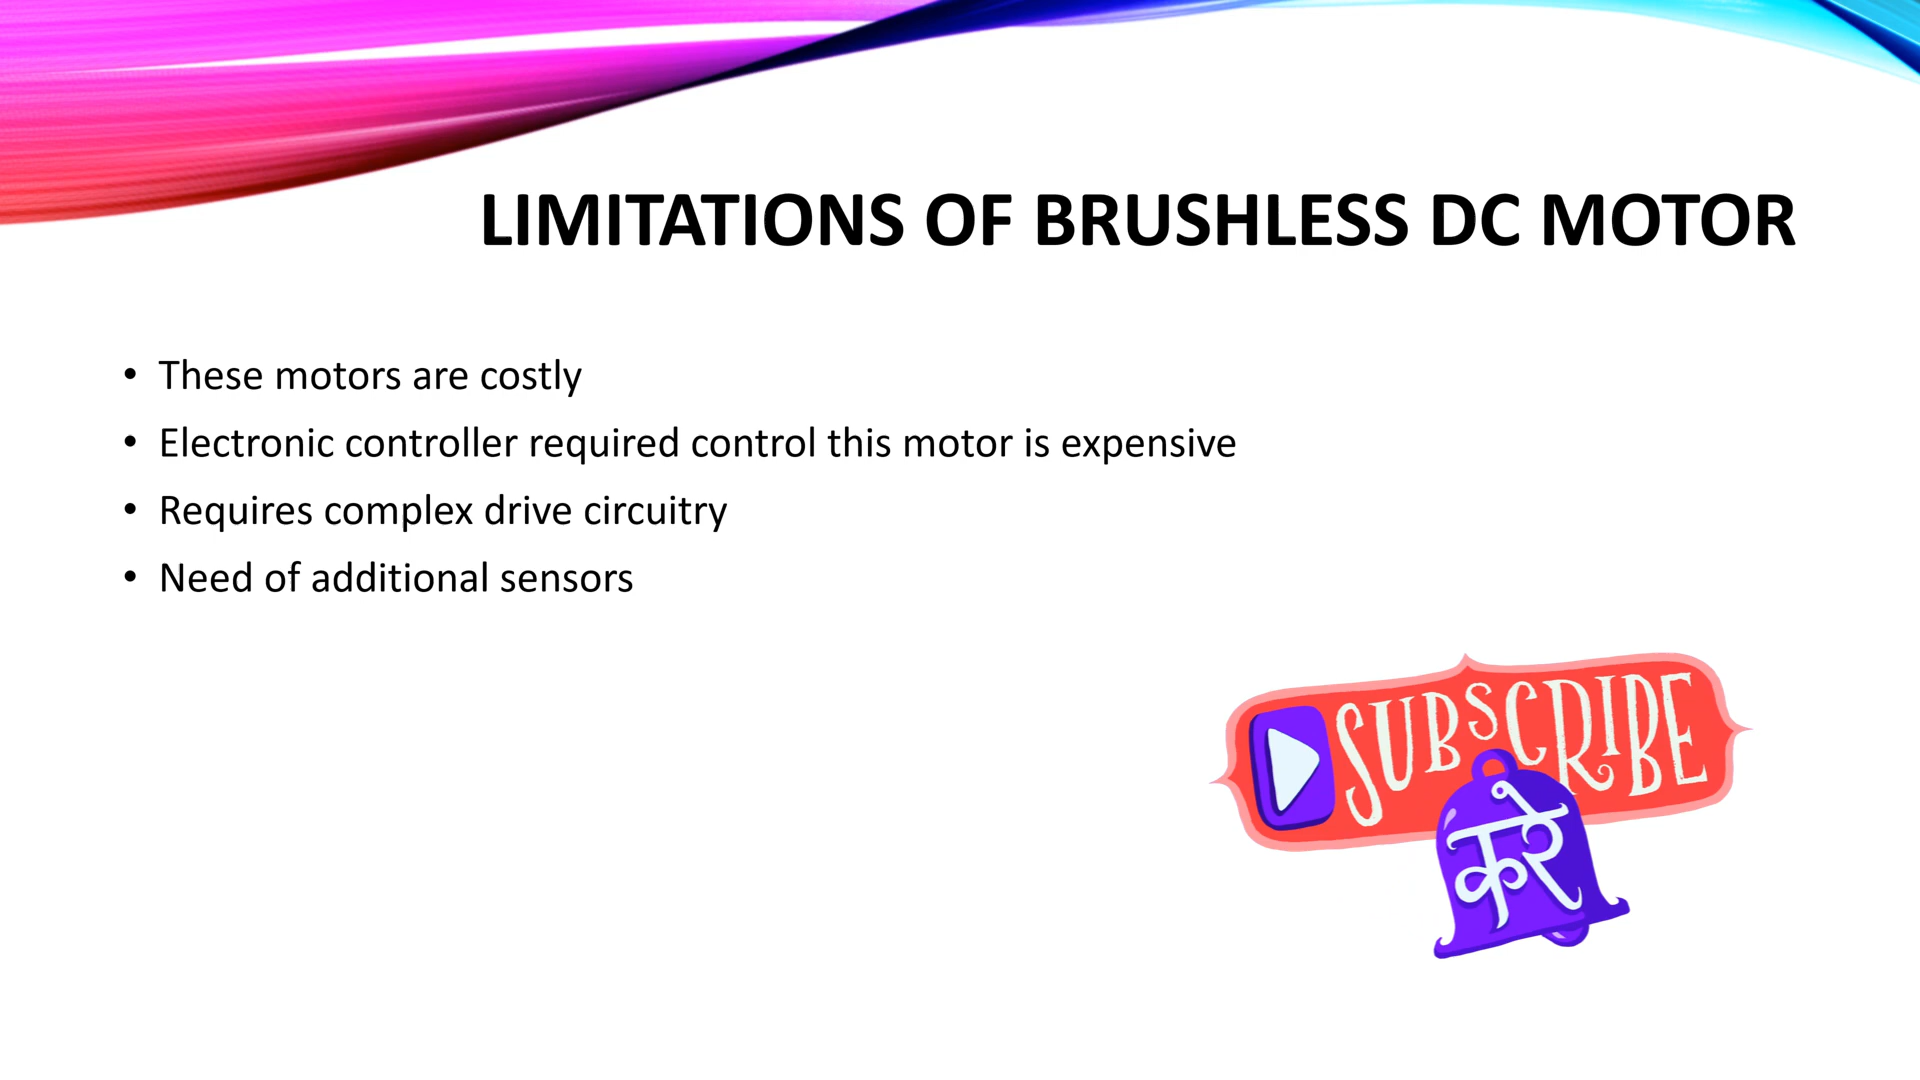 LIMITATIONS OF BRUSHLESS DC MOTOR
• These motors are costly
• Electronic controller required control this motor is expensive
• Requires complex drive circuitry
• Need of additional sensors
SUBSCRIBE
करे